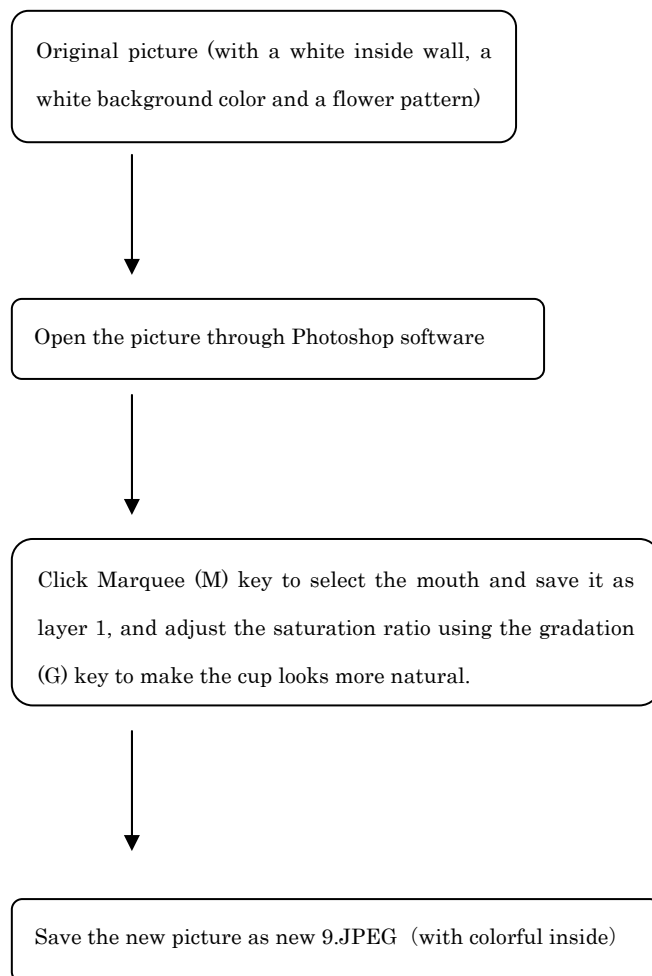 Original picture (with a white inside wall, a
white background color and a flower pattern)
Open the picture through Photoshop software
Click Marquee (M) key to select the mouth and save it as
layer 1, and adjust the saturation ratio using the gradation
(G) key to make the cup looks more natural.
Save the new picture as new 9.JPEG (with colorful inside)